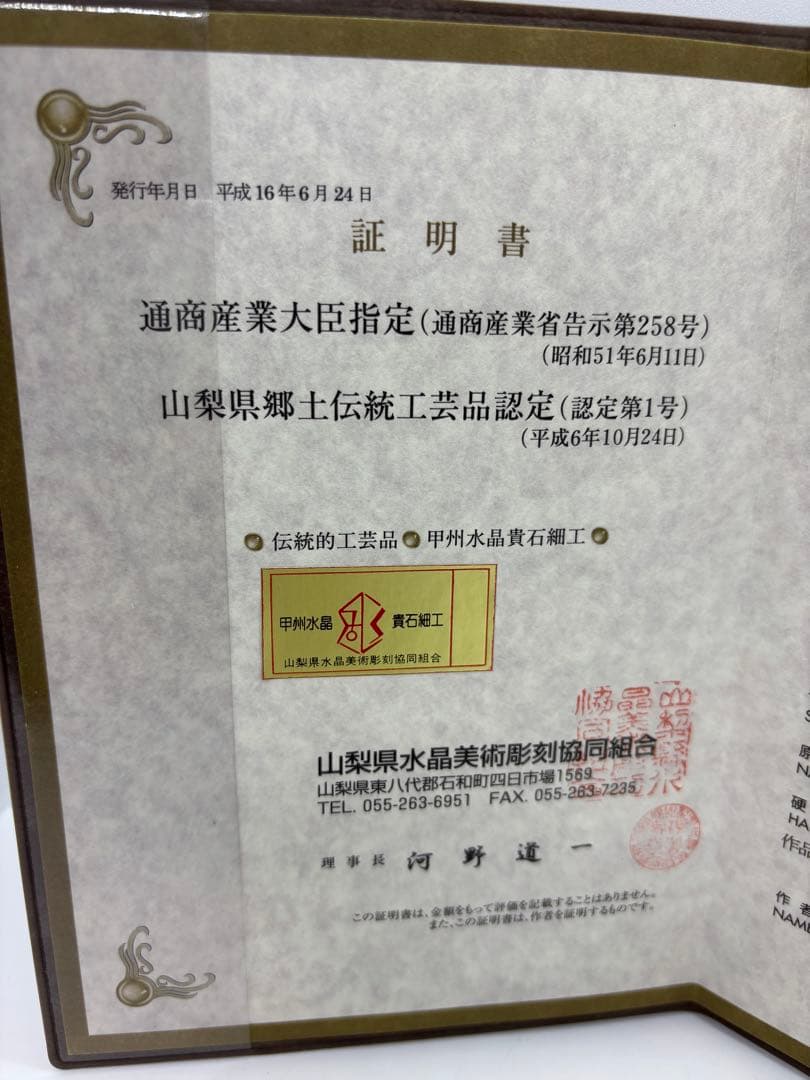 発行年月日 平成16年6月24日
証明書
通商産業大臣指定(通商産業省告示第258号)
(昭和51年6月11日)
山梨県郷土伝統工芸品認定(認定第1号)
(平成6年10月24日)
伝統的工芸品 甲州水晶貴石細工
甲州水晶 貴石細工
山梨県水晶美術彫刻協同組合
山梨県水晶美術彫刻協同組合
山梨県東八代郡石和町四日市場1569
TEL. 055-263-6951 FAX. 055-263-7235
理事長 河野道一
この証明書は、金額をもって評価を記載することはありません。
また、この証明書は、作者を証明するものです。
原
硬
HA
作品
作者
NAME